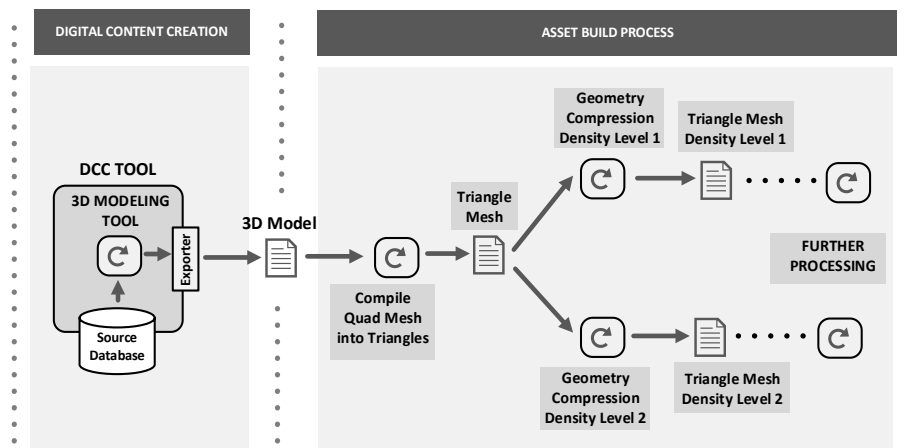 DIGITAL CONTENT CREATION
ASSET BUILD PROCESS
DCC TOOL
3D MODELING
TOOL
Exporter
Source
Database
3D Model
Compile
Quad Mesh
into Triangles
Triangle
Mesh
Geometry
Compression
Density Level 1
Triangle Mesh
Density Level 1
FURTHER
PROCESSING
Geometry
Compression
Density Level 2
Triangle Mesh
Density Level 2